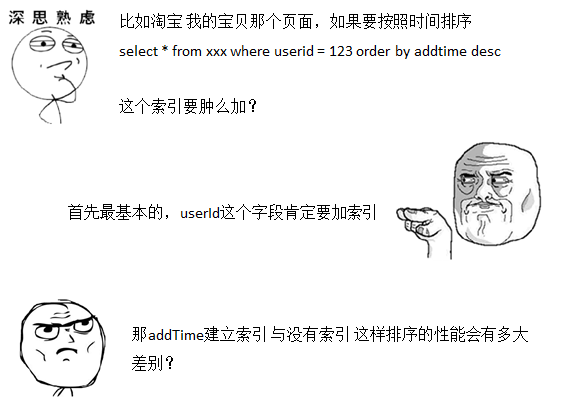 深思熟虑
比如淘宝 我的宝贝那个页面，如果要按照时间排序
select * from xxx where userid = 123 order by addtime desc
这个索引要肿么加？
首先最基本的，userId这个字段肯定要加索引
那addTime建立索引 与没有索引 这样排序的性能会有多大
差别？